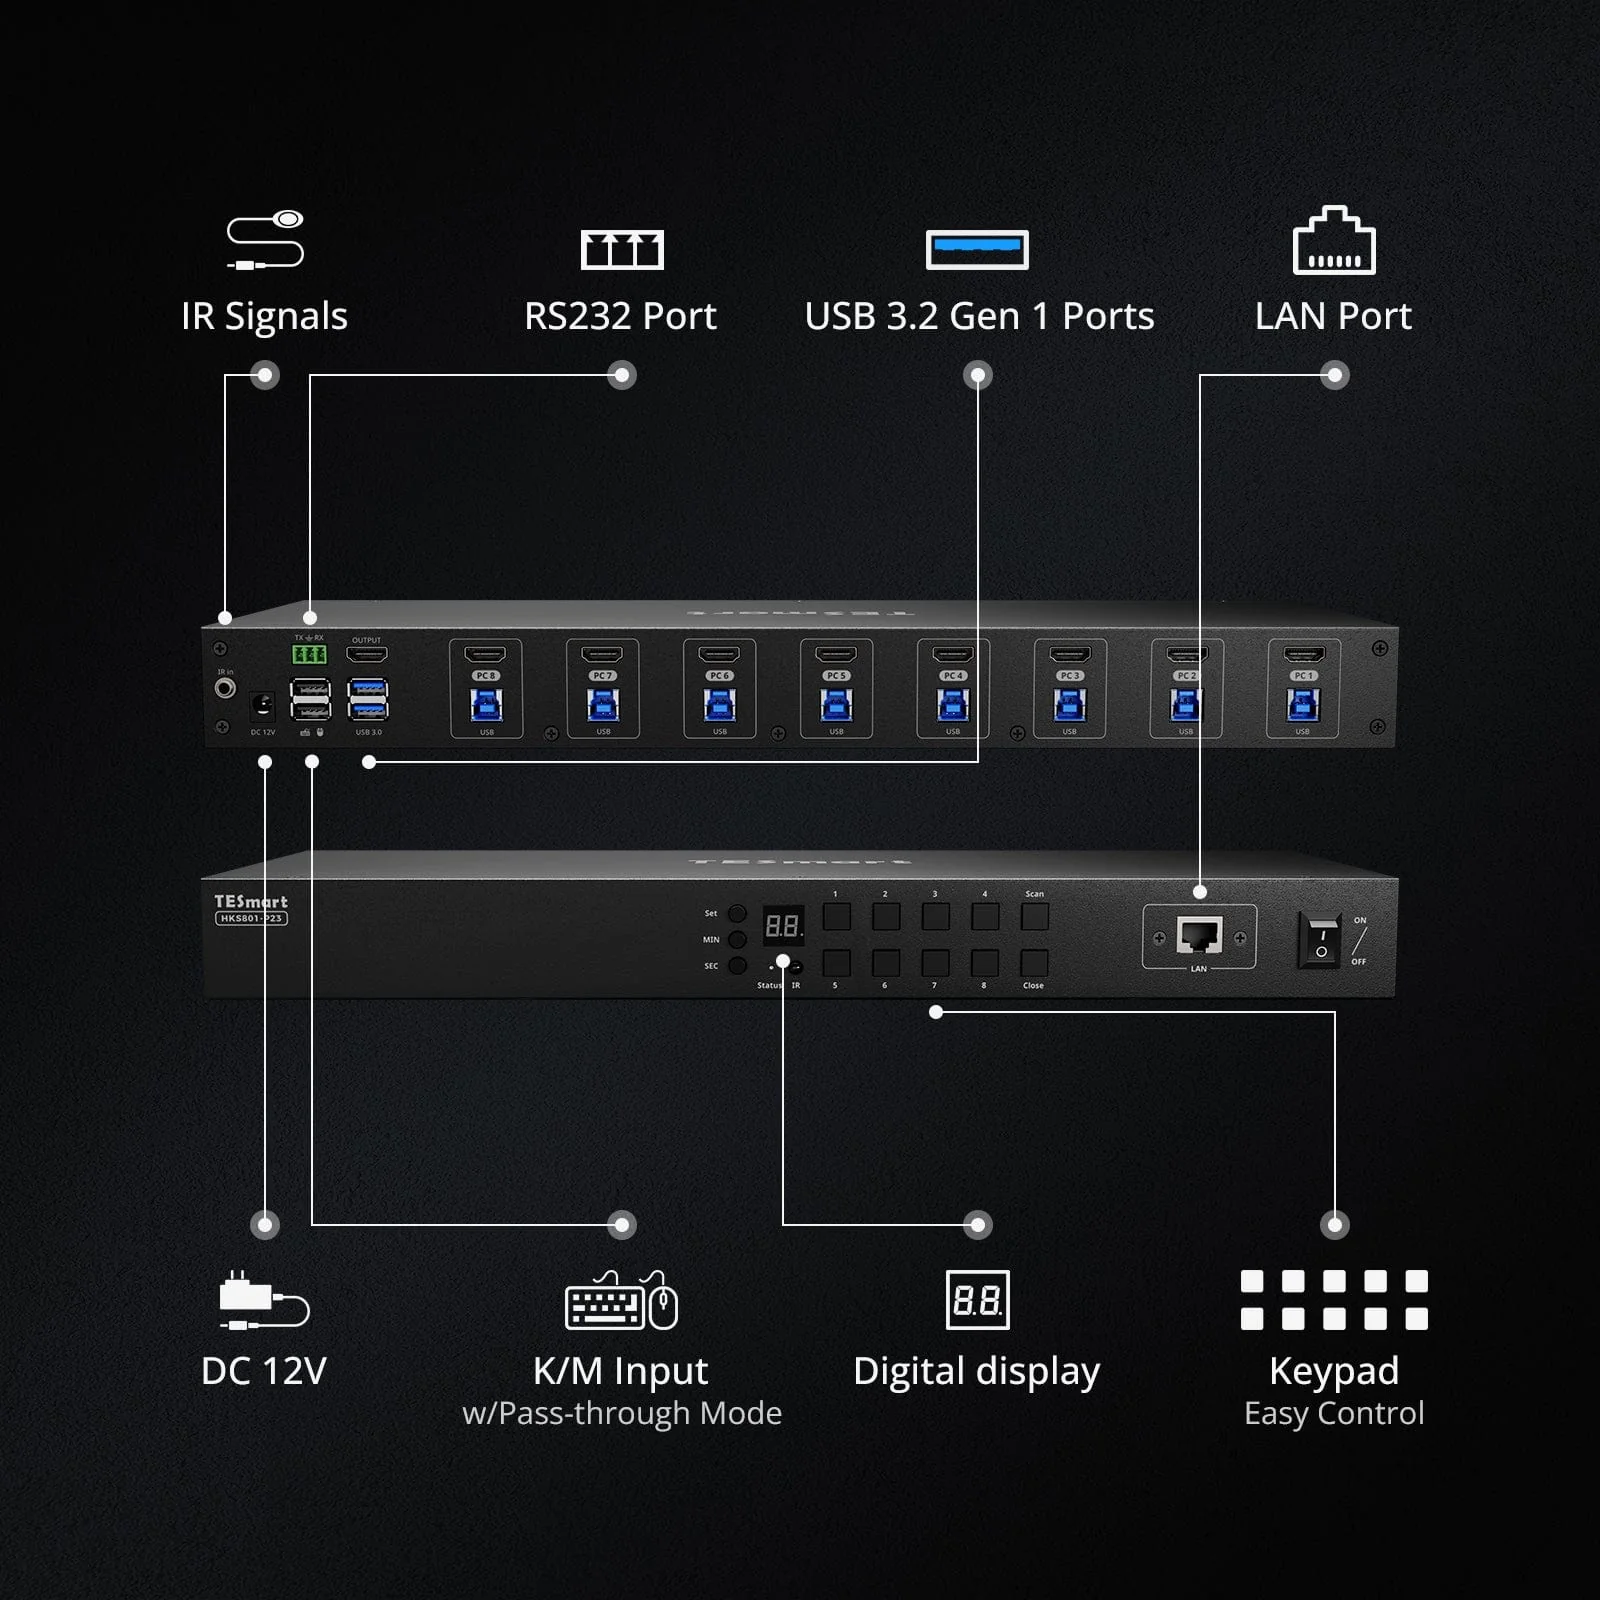 IR Signals
RS232 Port
USB 3.2 Gen 1 Ports
LAN Port
TESmart
TX RX
OUTPUT
IR in
PC 8
PC 7
PC 6
PC 5
PC 4
PC 3
PC 2
PC 1
DC 12V
USB 3.0
USB
USB
USB
USB
USB
USB
USB
USB
TESmart
TESmart
HKS801-P23
Set
MIN
SEC
8.8.
Status
IR
1
2
3
4
Scan
5
6
7
8
Close
LAN
ON
OFF
8.8.
DC 12V
K/M Input
w/Pass-through Mode
Digital display
Keypad
Easy Control